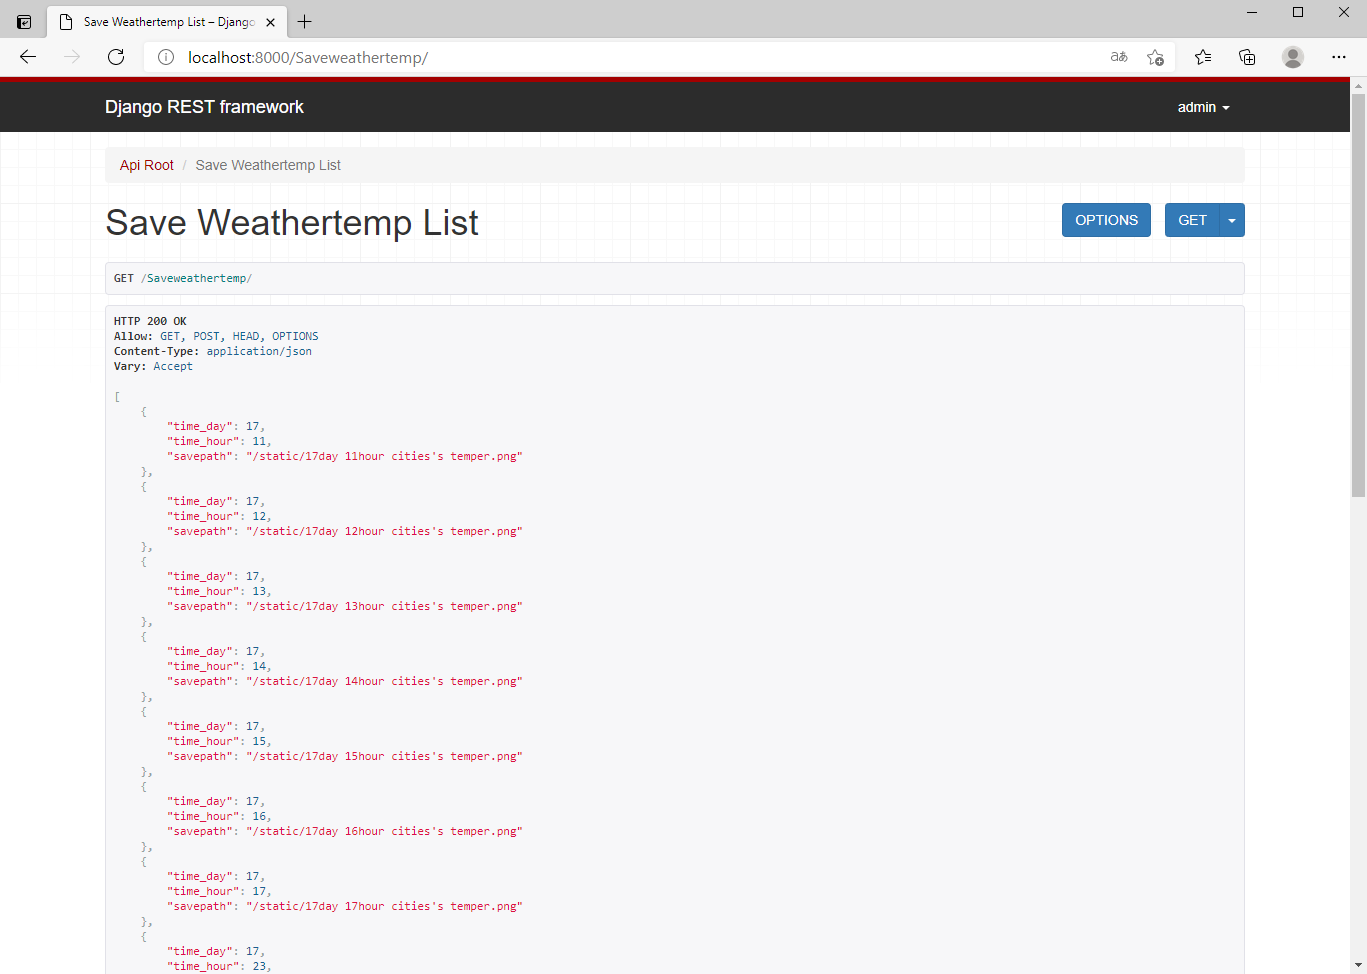 Save Weathertemp List – Django
localhost:8000/Saveweathertemp/
aあ
Django REST framework
admin
Api Root / Save Weathertemp List
Save Weathertemp List
OPTIONS
GET
GET /Saveweathertemp/
HTTP 200 OK
Allow: GET, POST, HEAD, OPTIONS
Content-Type: application/json
Vary: Accept
[
{
"time_day": 17,
"time_hour": 11,
"savepath": "/static/17day 11hour cities's temper.png"
},
{
"time_day": 17,
"time_hour": 12,
"savepath": "/static/17day 12hour cities's temper.png"
},
{
"time_day": 17,
"time_hour": 13,
"savepath": "/static/17day 13hour cities's temper.png"
},
{
"time_day": 17,
"time_hour": 14,
"savepath": "/static/17day 14hour cities's temper.png"
},
{
"time_day": 17,
"time_hour": 15,
"savepath": "/static/17day 15hour cities's temper.png"
},
{
"time_day": 17,
"time_hour": 16,
"savepath": "/static/17day 16hour cities's temper.png"
},
{
"time_day": 17,
"time_hour": 17,
"savepath": "/static/17day 17hour cities's temper.png"
},
{
"time_day": 17,
"time_hour": 23,